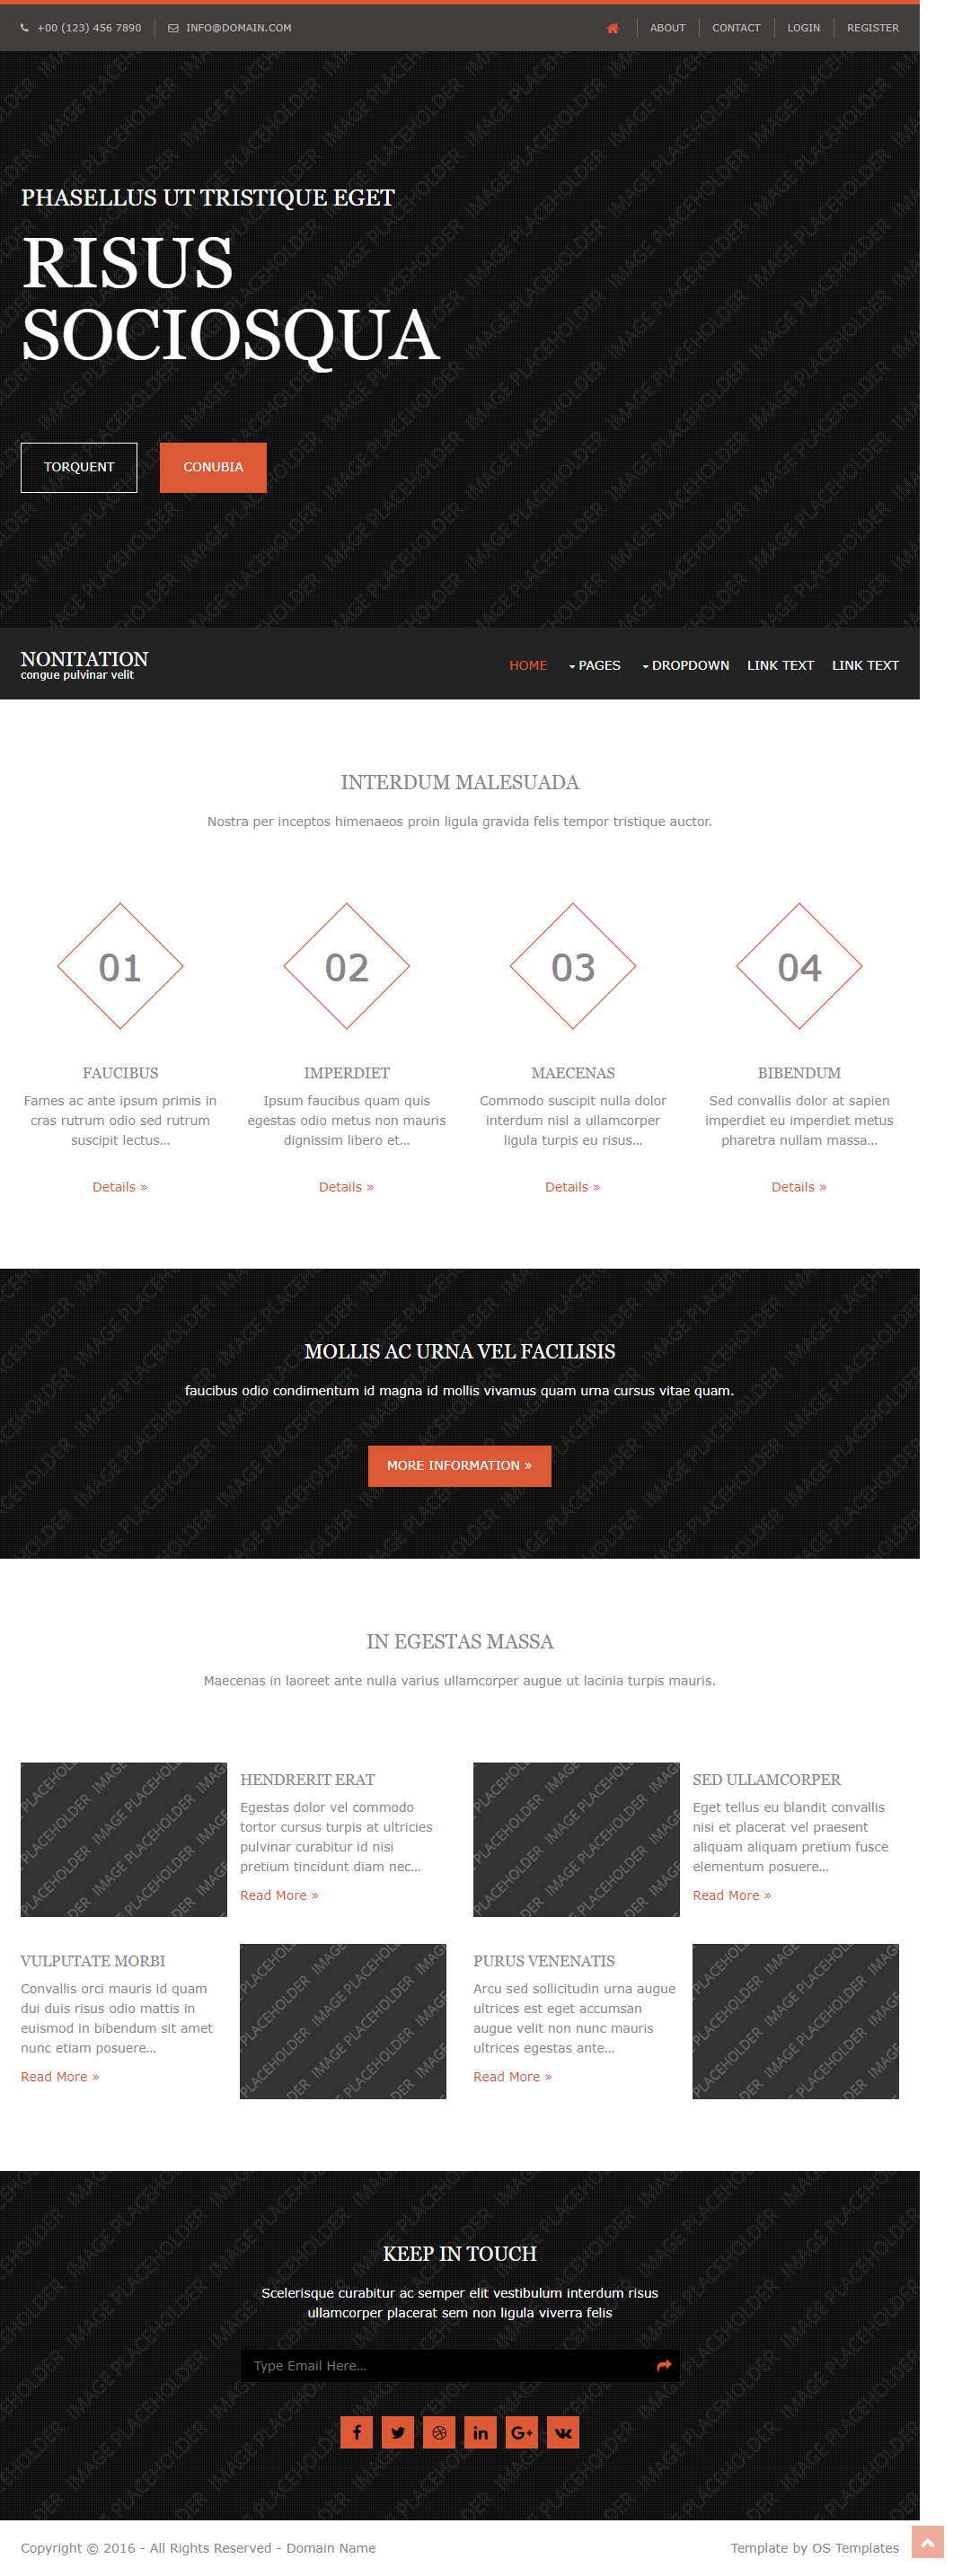 +00 (123) 456 7890 INFO@DOMAIN.COM ABOUT CONTACT LOGIN REGISTER
PHASELLUS UT TRISTIQUE EGET
RISUS
SOCIOSQUA
TORQUENT CONUBIA
NONITATION
congue pulvinar velit
HOME PAGES DROPDOWN LINK TEXT LINK TEXT
INTERDUM MALESUADA
Nostra per inceptos himenaeos proin ligula gravida felis tempor tristique auctor.
01
FAUCIBUS
Fames ac ante ipsum primis in
cras rutrum odio sed rutrum
suscipit lectus...
Details »
02
IMPERDIET
Ipsum faucibus quam quis
egestas odio metus non mauris
dignissim libero et...
Details »
03
MAECENAS
Commodo suscipit nulla dolor
interdum nisl a ullamcorper
ligula turpis eu risus...
Details »
04
BIBENDUM
Sed convallis dolor at sapien
imperdiet eu imperdiet metus
pharetra nullam massa...
Details »
MOLLIS AC URNA VEL FACILISIS
faucibus odio condimentum id magna id mollis vivamus quam urna cursus vitae quam.
MORE INFORMATION »
IN EGESTAS MASSA
Maecenas in laoreet ante nulla varius ullamcorper augue ut lacinia turpis mauris.
IMAGE PLACEHOLDER
HENDRERIT ERAT
Egestas dolor vel commodo
tortor cursus turpis at ultricies
pulvinar curabitur id nisi
pretium tincidunt diam nec...
Read More »
IMAGE PLACEHOLDER
SED ULLAMCORPER
Eget tellus eu blandit convallis
nisi et placerat vel praesent
aliquam aliquam pretium fusce
elementum posuere...
Read More »
VULPUTATE MORBI
Convallis orci mauris id quam
dui duis risus odio mattis in
euismod in bibendum sit amet
nunc etiam posuere...
Read More »
IMAGE PLACEHOLDER
PURUS VENENATIS
Arcu sed sollicitudin urna augue
ultrices est eget accumsan
augue velit non nunc mauris
ultrices egestas ante...
Read More »
IMAGE PLACEHOLDER
KEEP IN TOUCH
Scelerisque curabitur ac semper elit vestibulum interdum risus
ullamcorper placerat sem non ligula viverra felis
Type Email Here...
Copyright © 2016 - All Rights Reserved - Domain Name
Template by OS Templates